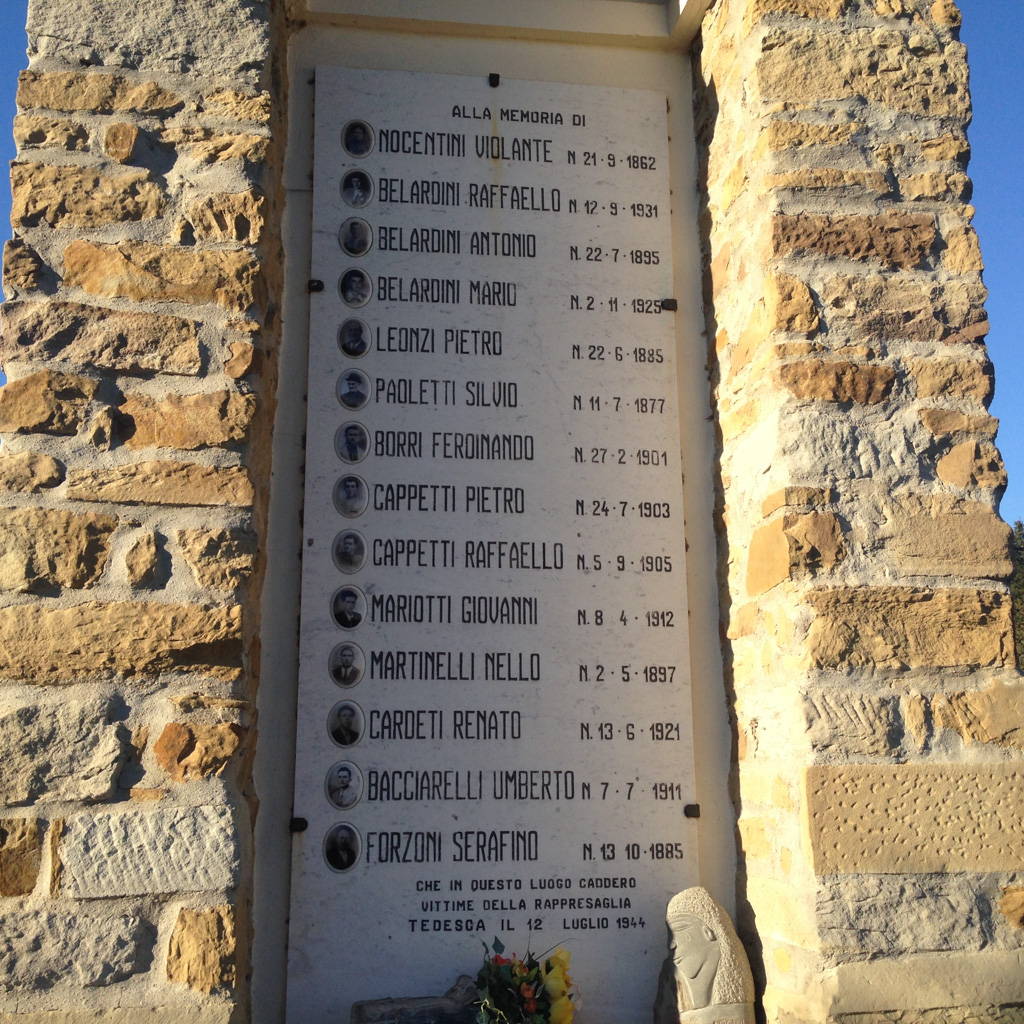 ALLA MEMORIA DI
NOCENTINI VIOLANTE N 21·9·1862
BELARDINI RAFFAELLO N. 12·9·1931
BELARDINI ANTONIO N. 22·7·1895
BELARDINI MARIO N. 2·11·1925
LEONZI PIETRO N. 22·6·1885
PAOLETTI SILVIO N. 11·7·1877
BORRI FERDINANDO N. 27·2·1901
CAPPETTI PIETRO N. 24·7·1903
CAPPETTI RAFFAELLO N. 5·9·1905
MARIOTTI GIOVANNI N. 8 4·1912
MARTINELLI NELLO N. 2·5·1897
CARDETI RENATO N. 13·6·1921
BACCIARELLI UMBERTO N 7·7·1911
FORZONI SERAFINO N. 13 10·1885
CHE IN QUESTO LUOGO CADDERO
VITTIME DELLA RAPPRESAGLIA
TEDESCA IL 12 LUGLIO 1944